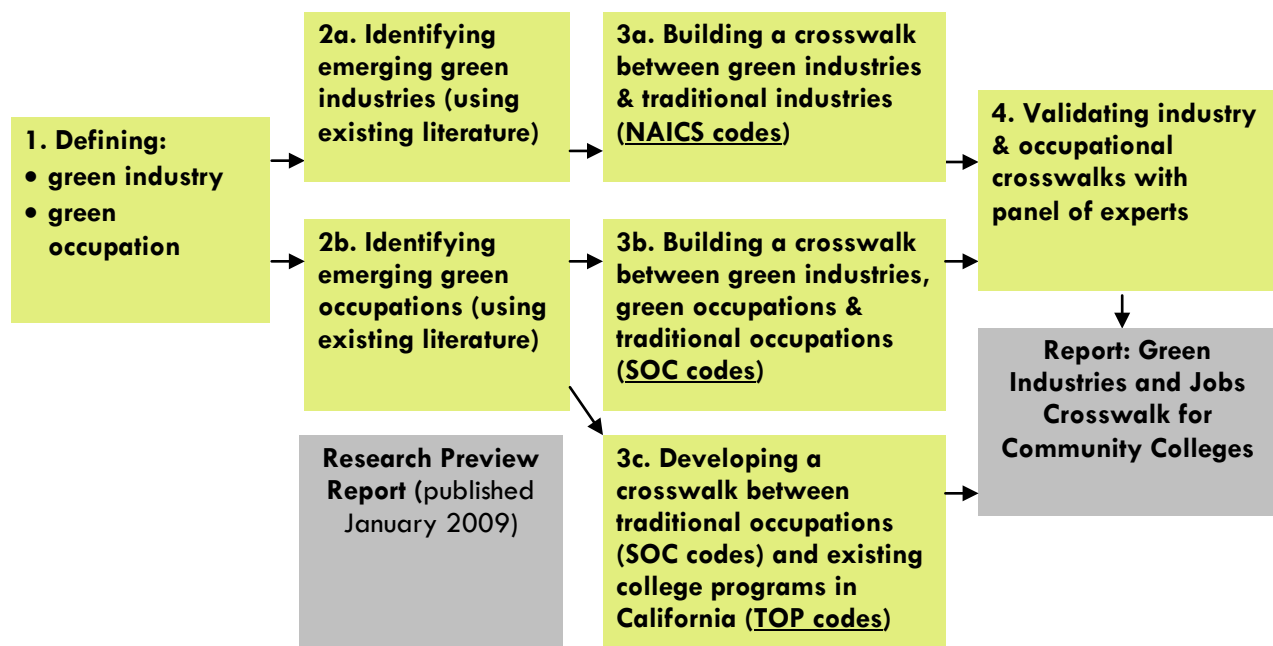 1. Defining:
• green industry
• green
occupation
2a. Identifying
emerging green
industries (using
existing literature)
2b. Identifying
emerging green
occupations (using
existing literature)
Research Preview
Report (published
January 2009)
3a. Building a crosswalk
between green industries
& traditional industries
(NAICS codes)
3b. Building a crosswalk
between green industries,
green occupations &
traditional occupations
(SOC codes)
3c. Developing a
crosswalk between
traditional occupations
(SOC codes) and existing
college programs in
California (TOP codes)
4. Validating industry
& occupational
crosswalks with
panel of experts
Report: Green
Industries and Jobs
Crosswalk for
Community Colleges